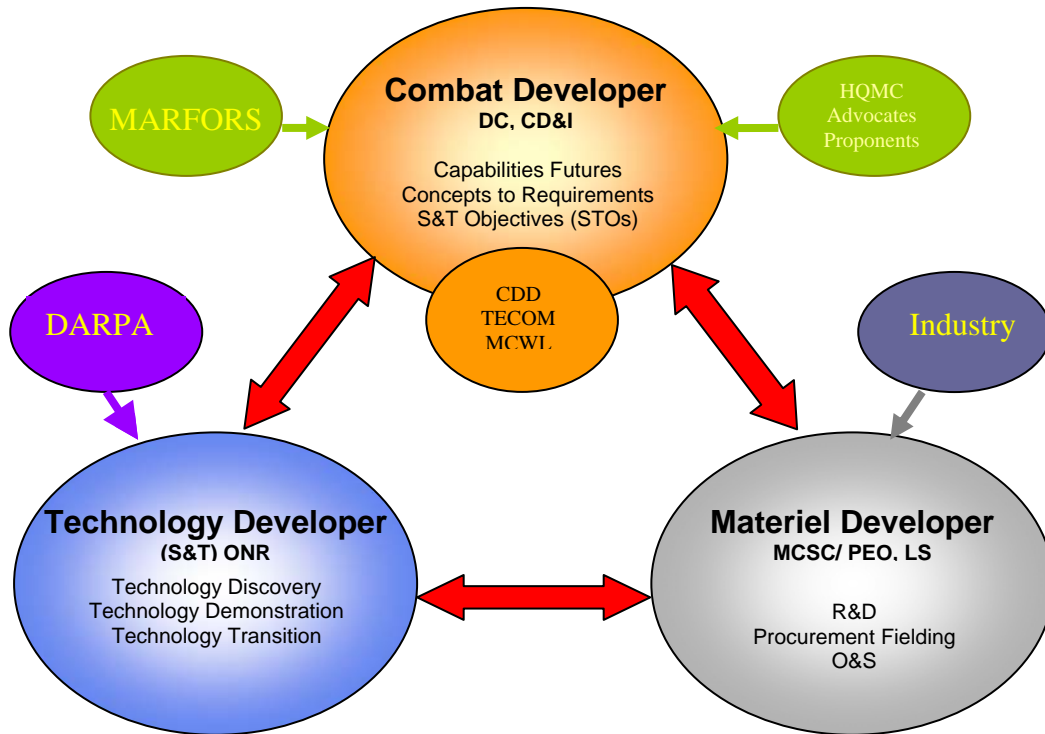 MARFORS
Combat Developer
DC, CD&I
Capabilities Futures
Concepts to Requirements
S&T Objectives (STOs)
HQMC
Advocates
Proponents
CDD
TECOM
MCWL
DARPA
Industry
Technology Developer
(S&T) ONR
Technology Discovery
Technology Demonstration
Technology Transition
Materiel Developer
MCSC/ PEO, LS
R&D
Procurement Fielding
O&S